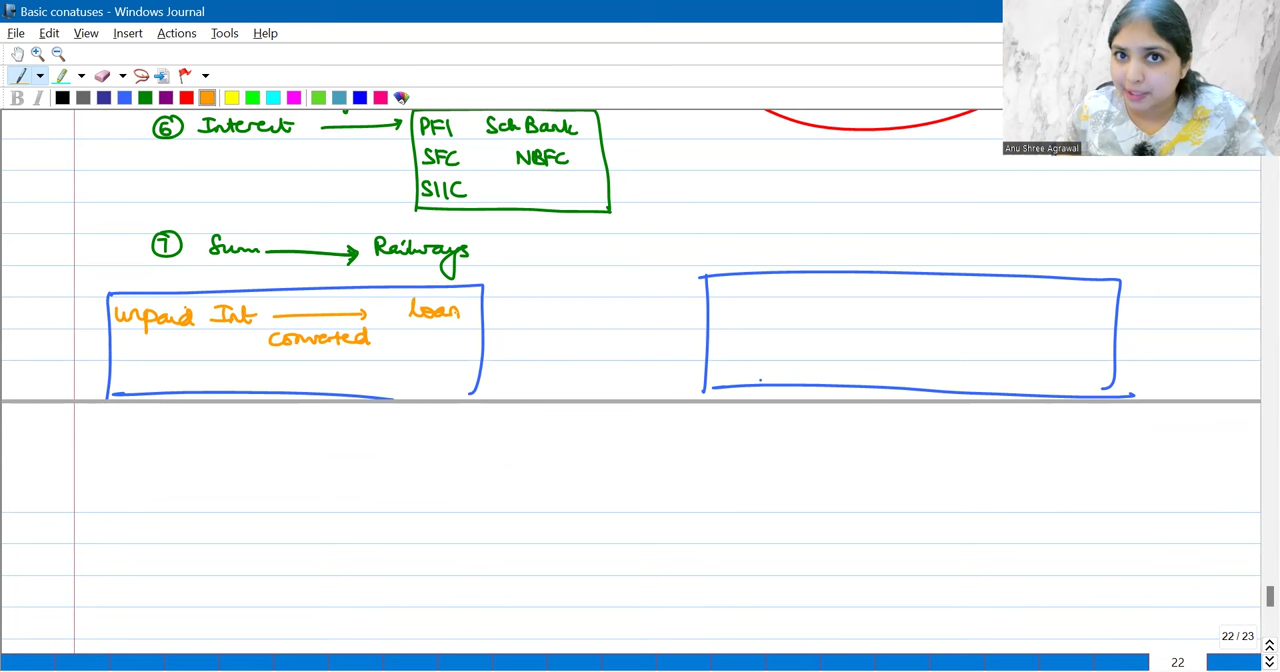 Basic conatuses - Windows Journal
File Edit View Insert Actions Tools Help
B I
Anu Shree Agrawal
⑥ Interest → PFI Sch Bank
SFC NBFC
SIIC
⑦ Sum → Railways
unpaid Int → loan
converted
22 / 23
22